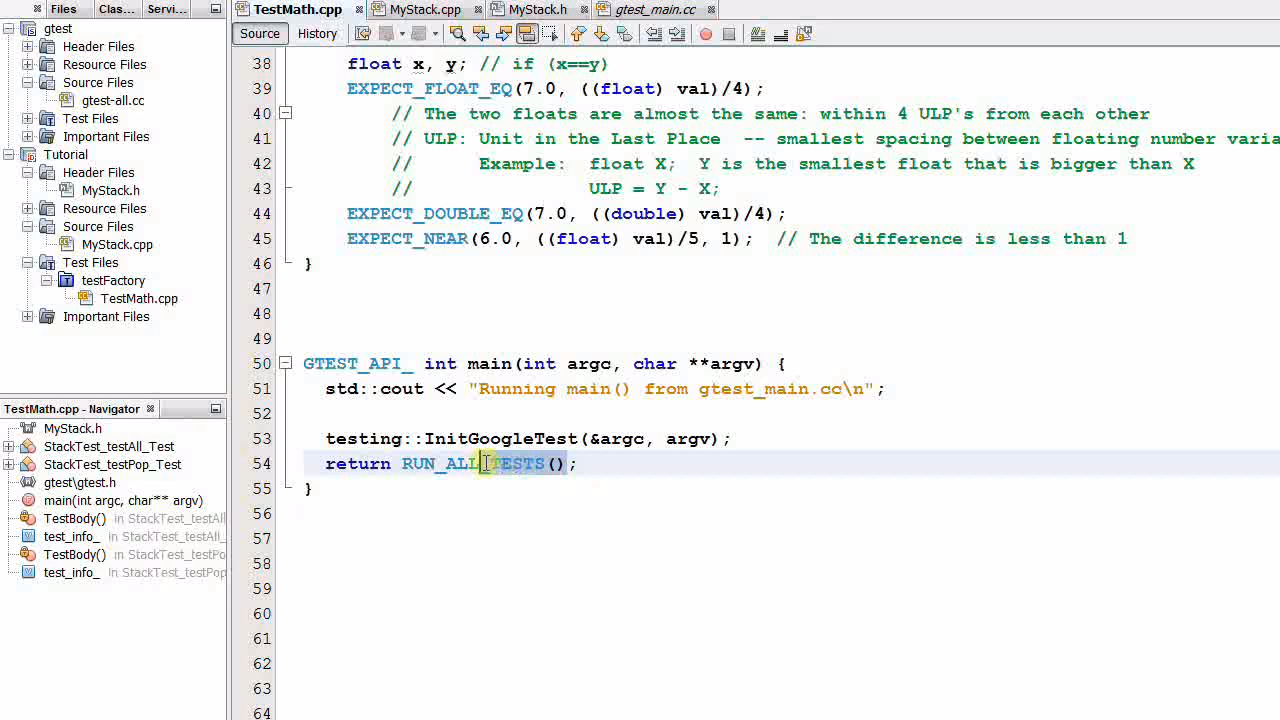 Files Clas... Servi...
gtest
Header Files
Resource Files
Source Files
gtest-all.cc
Test Files
Important Files
Tutorial
Header Files
MyStack.h
Resource Files
Source Files
MyStack.cpp
Test Files
testFactory
TestMath.cpp
Important Files
TestMath.cpp - Navigator
MyStack.h
StackTest_testAll_Test
StackTest_testPop_Test
gtest\gtest.h
main(int argc, char** argv)
TestBody() in StackTest_testAll
test_info_ in StackTest_testAll_
TestBody() in StackTest_testPo
test_info_ in StackTest_testPop
TestMath.cpp MyStack.cpp MyStack.h gtest_main.cc
Source History
38 float x, y; // if (x==y)
39 EXPECT_FLOAT_EQ(7.0, ((float) val)/4);
40 // The two floats are almost the same: within 4 ULP's from each other
41 // ULP: Unit in the Last Place -- smallest spacing between floating number varia
42 // Example: float X; Y is the smallest float that is bigger than X
43 // ULP = Y - X;
44 EXPECT_DOUBLE_EQ(7.0, ((double) val)/4);
45 EXPECT_NEAR(6.0, ((float) val)/5, 1); // The difference is less than 1
46 }
47
48
49
50 GTEST_API_ int main(int argc, char **argv) {
51 std::cout << "Running main() from gtest_main.cc\n";
52
53 testing::InitGoogleTest(&argc, argv);
54 return RUN_ALL_TESTS();
55 }
56
57
58
59
60
61
62
63
64